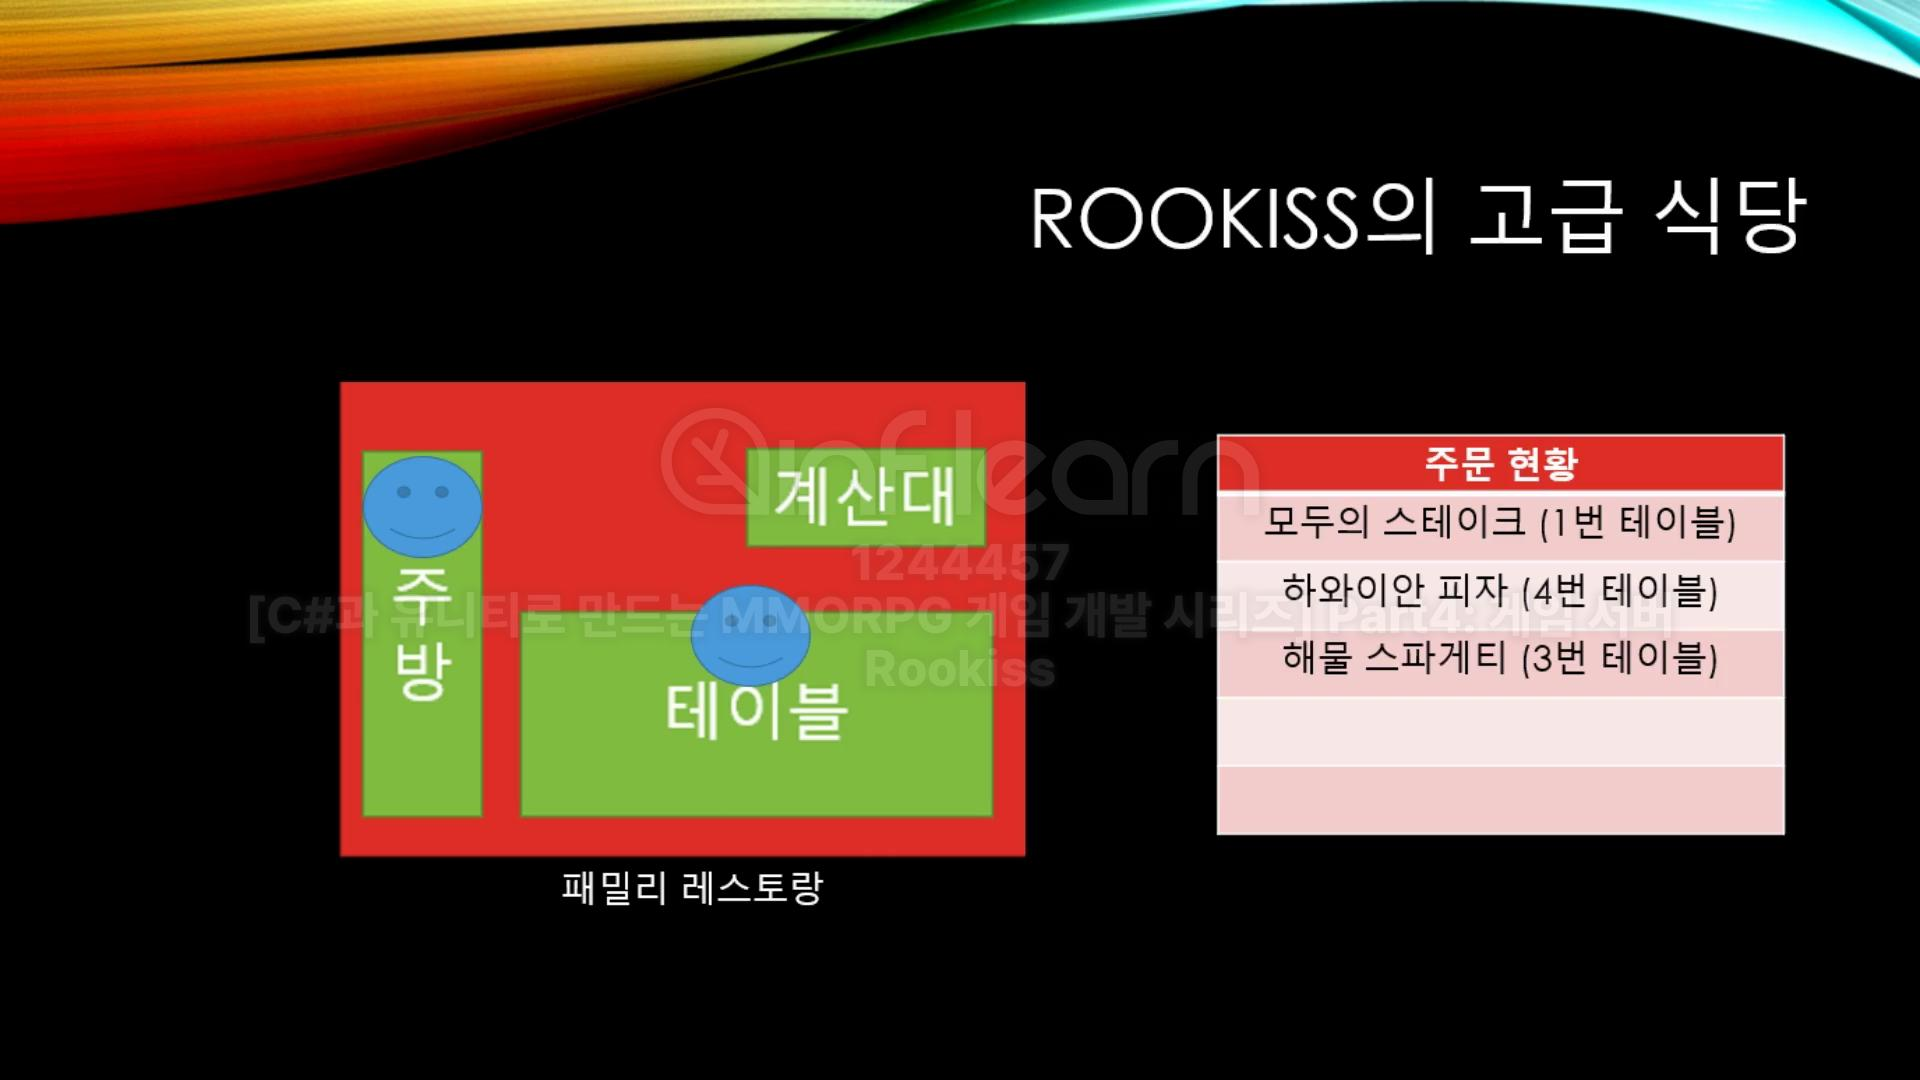 ROOKISS의 고급 식당
inflearn
계산대
주
방
테이블
패밀리 레스토랑
주문 현황
모두의 스테이크 (1번 테이블)
하와이안 피자 (4번 테이블)
해물 스파게티 (3번 테이블)
1244457
[C#과 유니티로 만드는 MMORPG 게임 개발 시리즈] Part4: 게임 서버
Rookiss